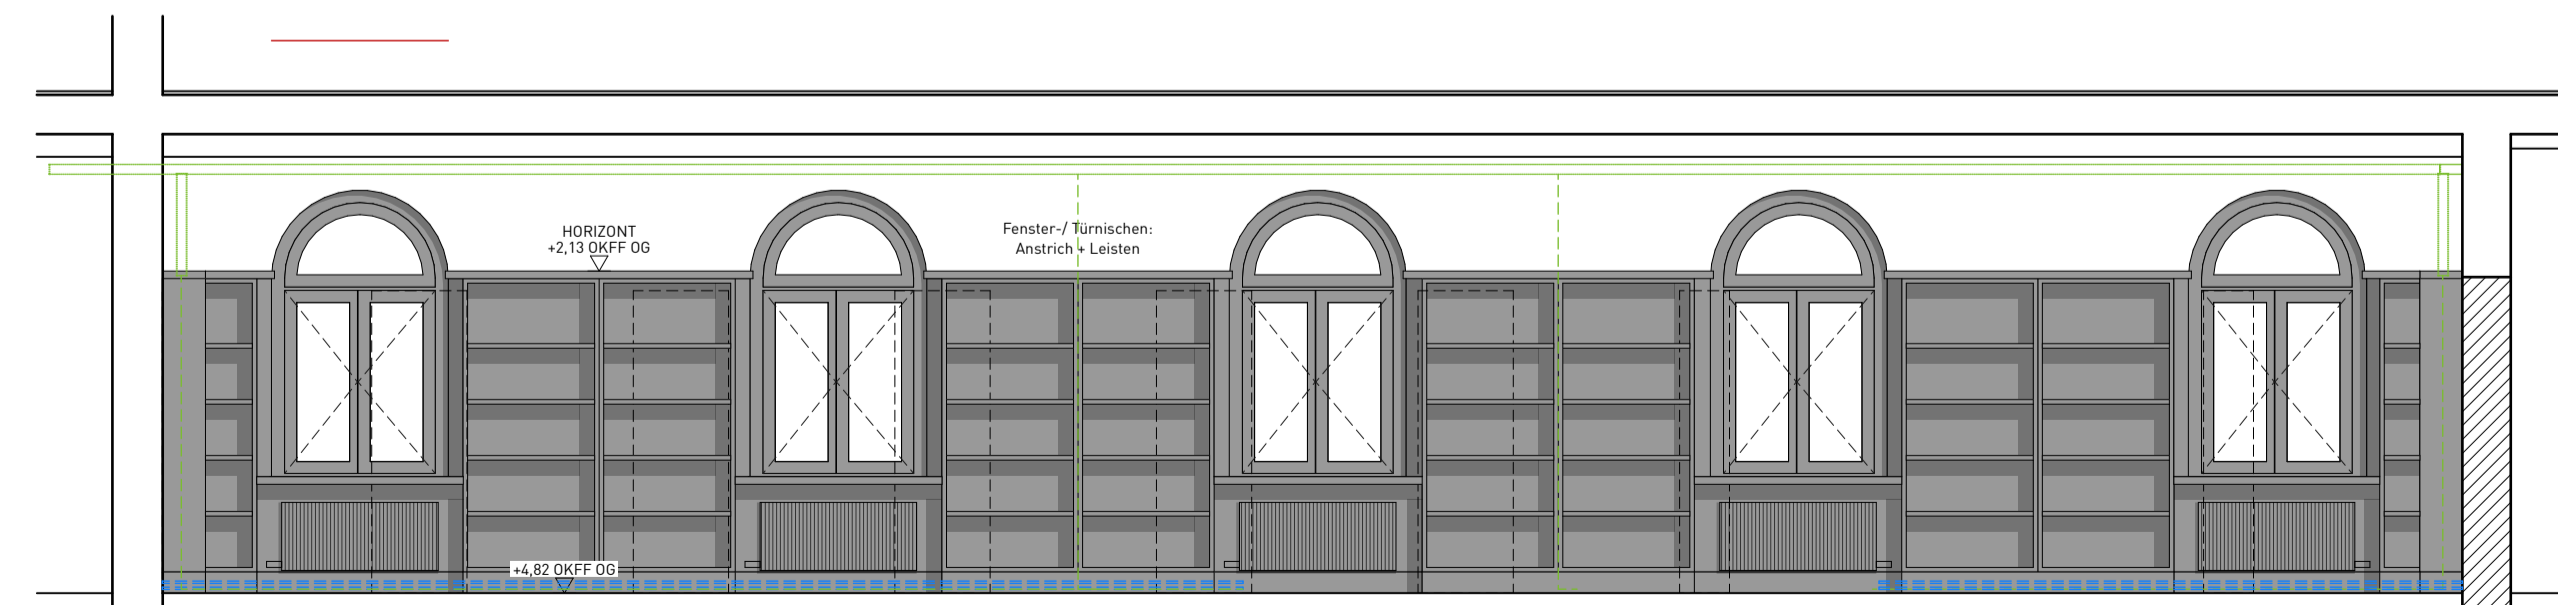 HORIZONT
+2,13 OKFF OG
Fenster-/ Türnischen:
Anstrich + Leisten
+4,82 OKFF OG